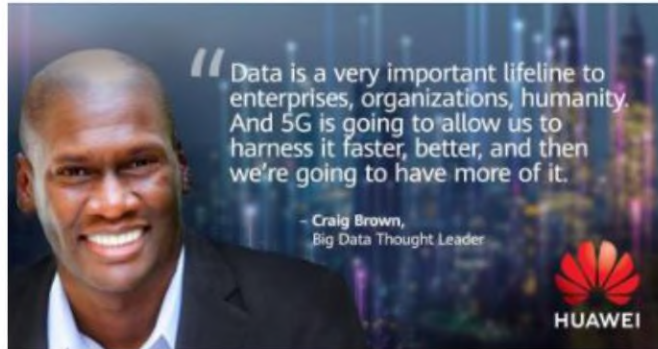 “Data is a very important lifeline to
enterprises, organizations, humanity.
And 5G is going to allow us to
harness it faster, better, and then
we're going to have more of it.
– Craig Brown,
Big Data Thought Leader
HUAWEI